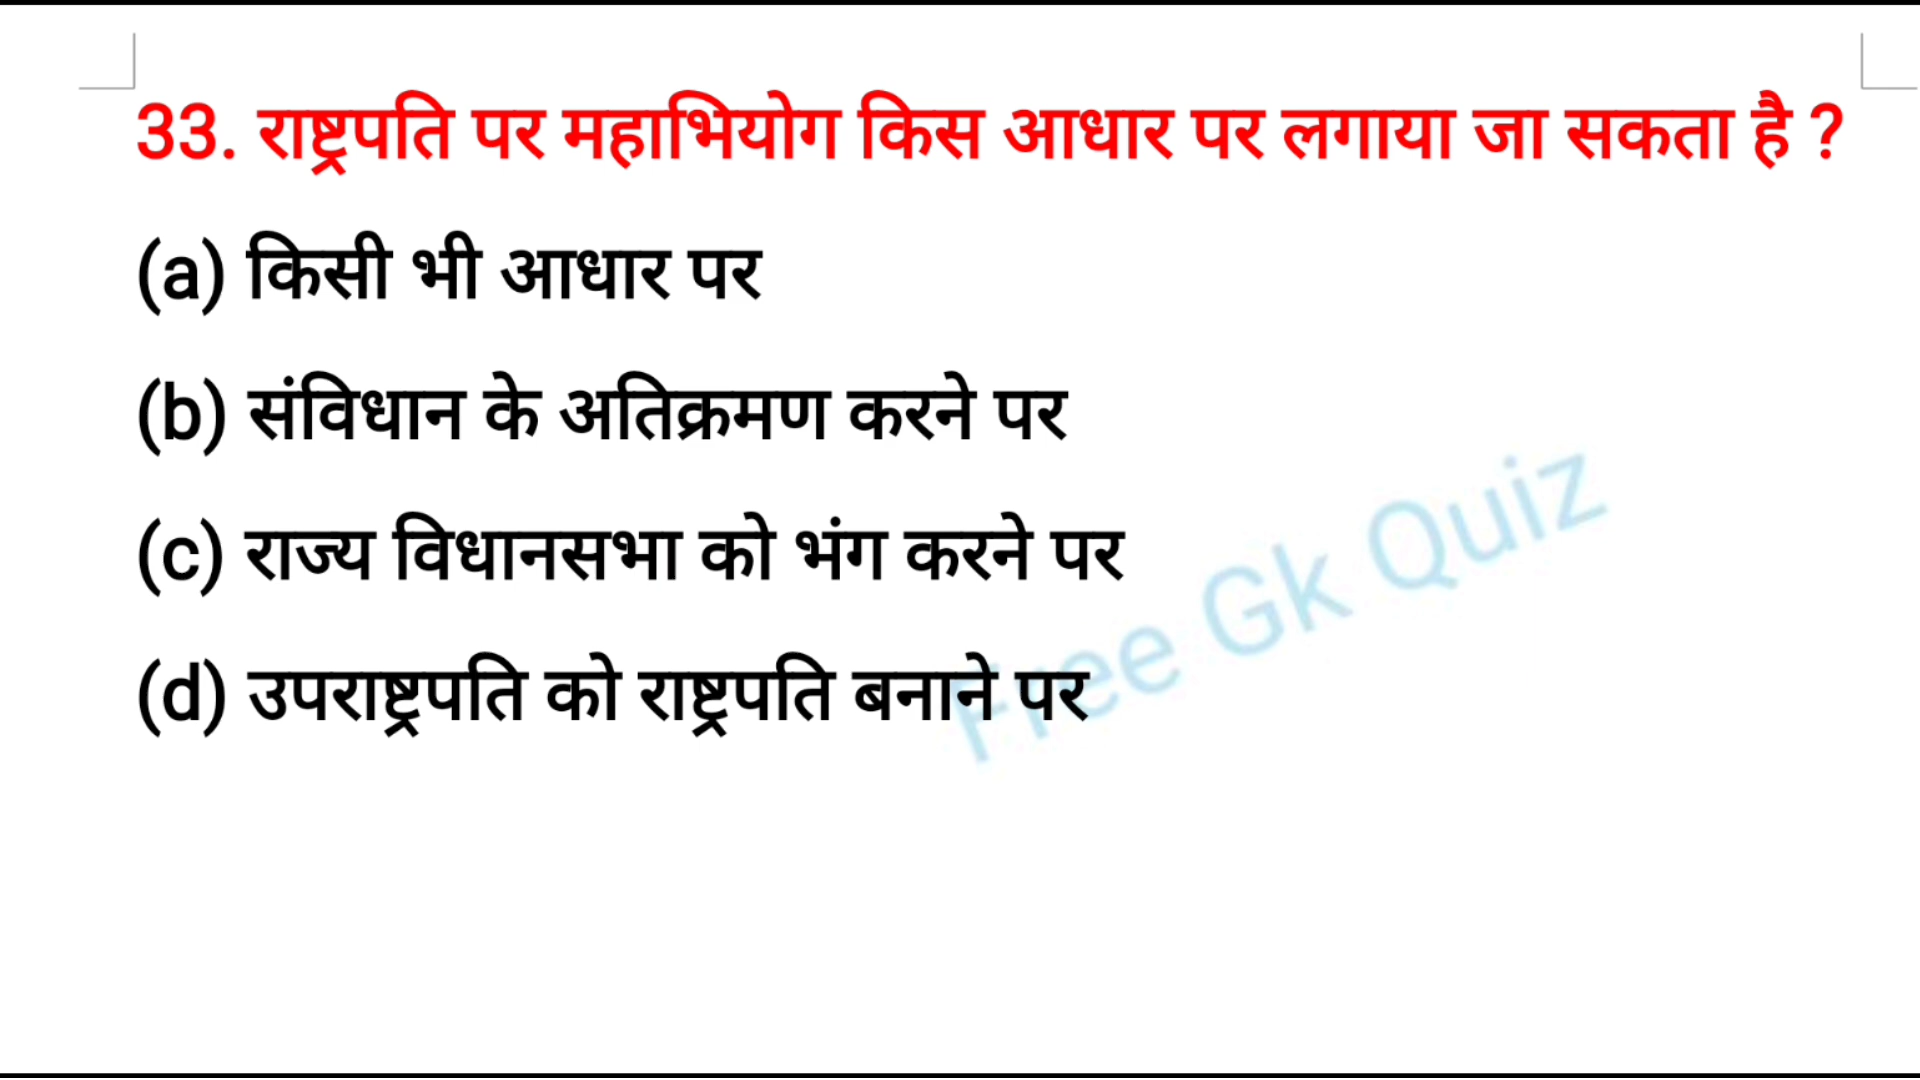 33. राष्ट्रपति पर महाभियोग किस आधार पर लगाया जा सकता है ?
(a) किसी भी आधार पर
(b) संविधान के अतिक्रमण करने पर
(c) राज्य विधानसभा को भंग करने पर
(d) उपराष्ट्रपति को राष्ट्रपति बनाने पर
Free Gk Quiz